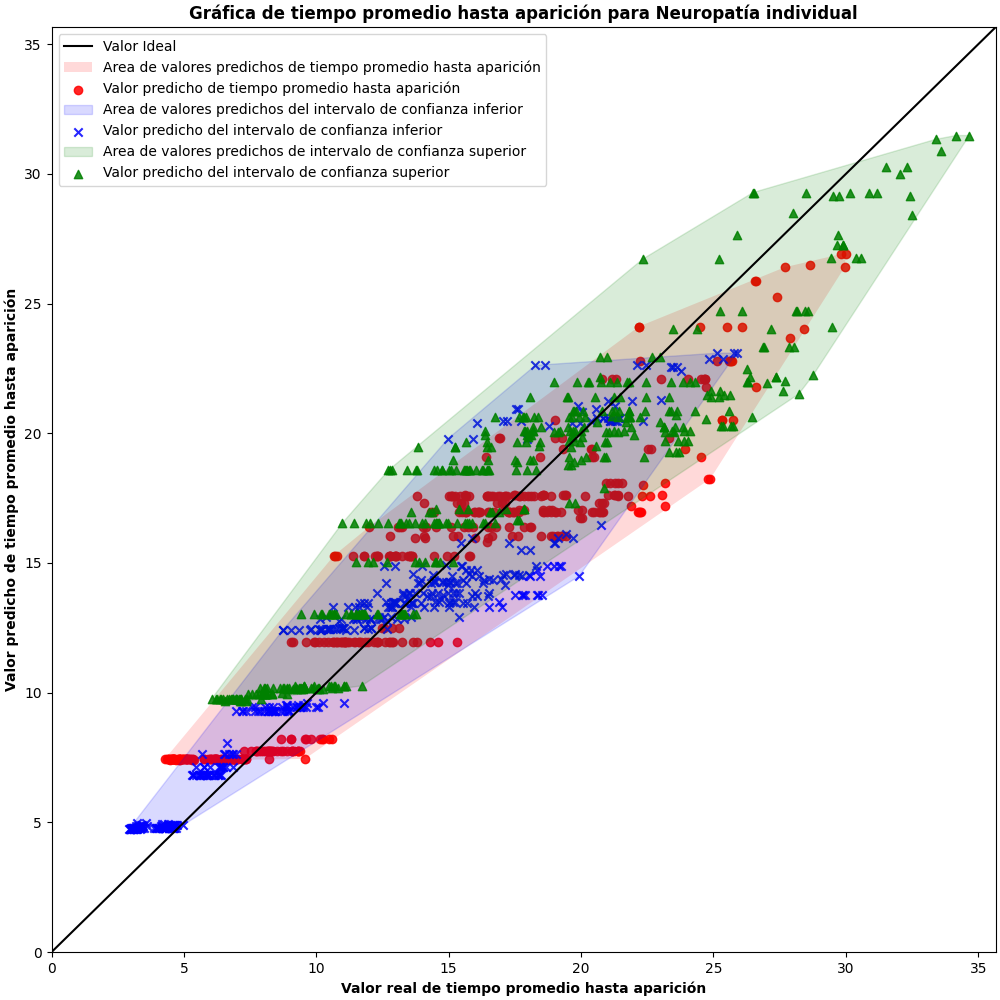 Gráfica de tiempo promedio hasta aparición para Neuropatía individual
Valor Ideal
Area de valores predichos de tiempo promedio hasta aparición
Valor predicho de tiempo promedio hasta aparición
Area de valores predichos del intervalo de confianza inferior
Valor predicho del intervalo de confianza inferior
Area de valores predichos de intervalo de confianza superior
Valor predicho del intervalo de confianza superior
Valor predicho de tiempo promedio hasta aparición
35
30
25
20
15
10
5
0
0 5 10 15 20 25 30 35
Valor real de tiempo promedio hasta aparición